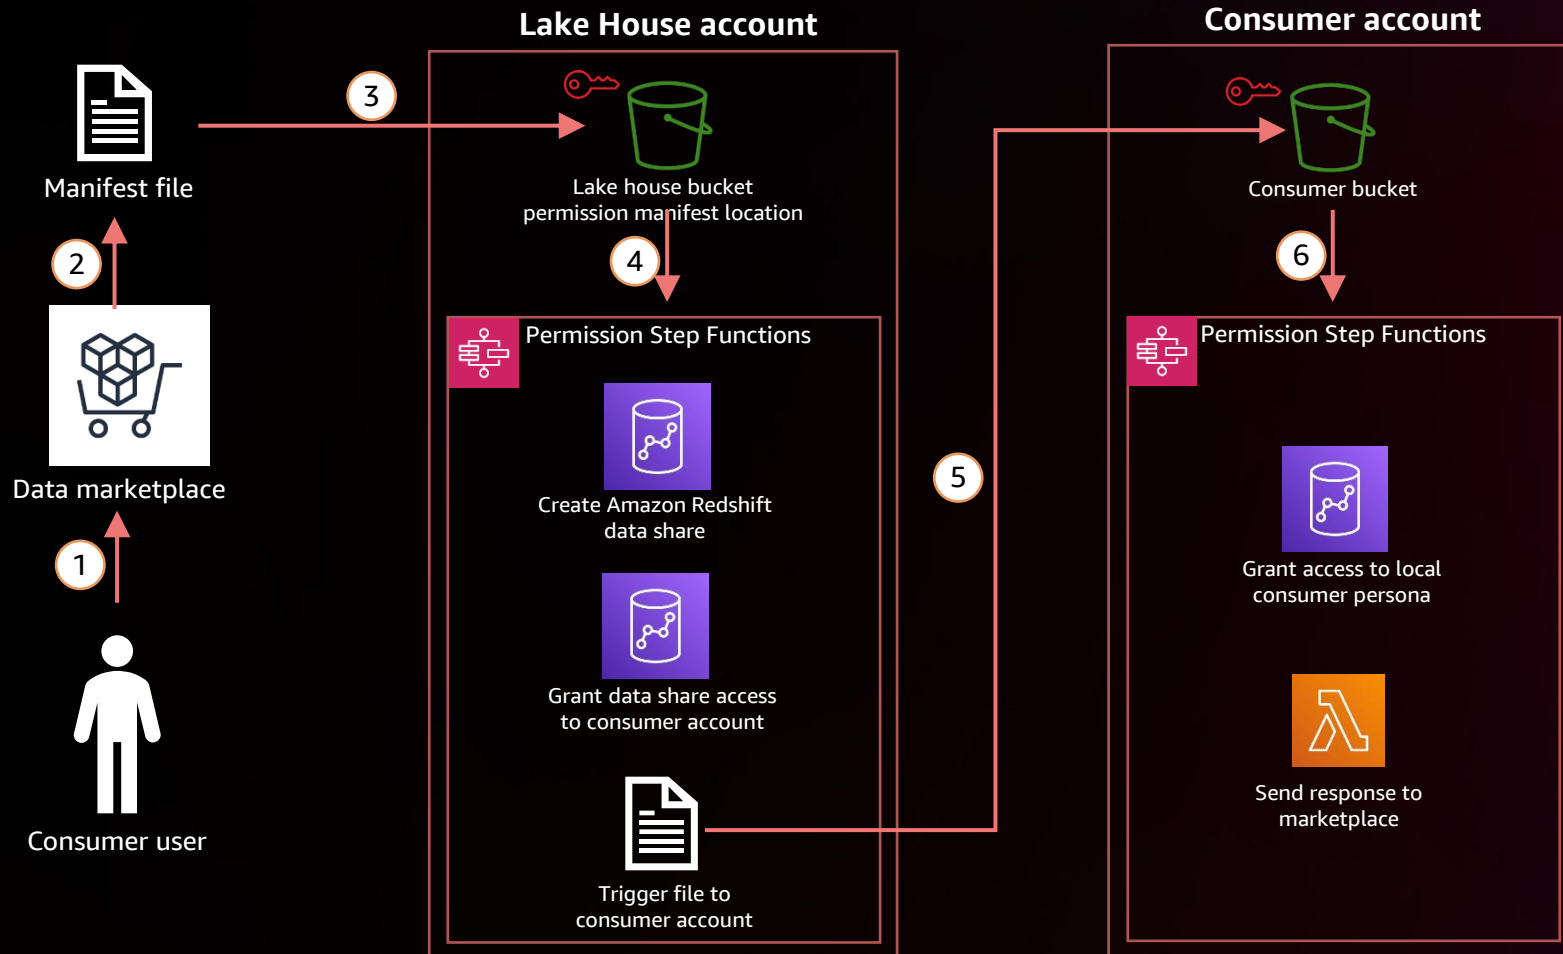 Lake House account
Consumer account
3
Manifest file
Lake house bucket
permission manifest location
Consumer bucket
2
4
6
Permission Step Functions
Permission Step Functions
Data marketplace
Create Amazon Redshift
data share
5
1
Grant access to local
consumer persona
Grant data share access
to consumer account
Send response to
marketplace
Consumer user
Trigger file to
consumer account